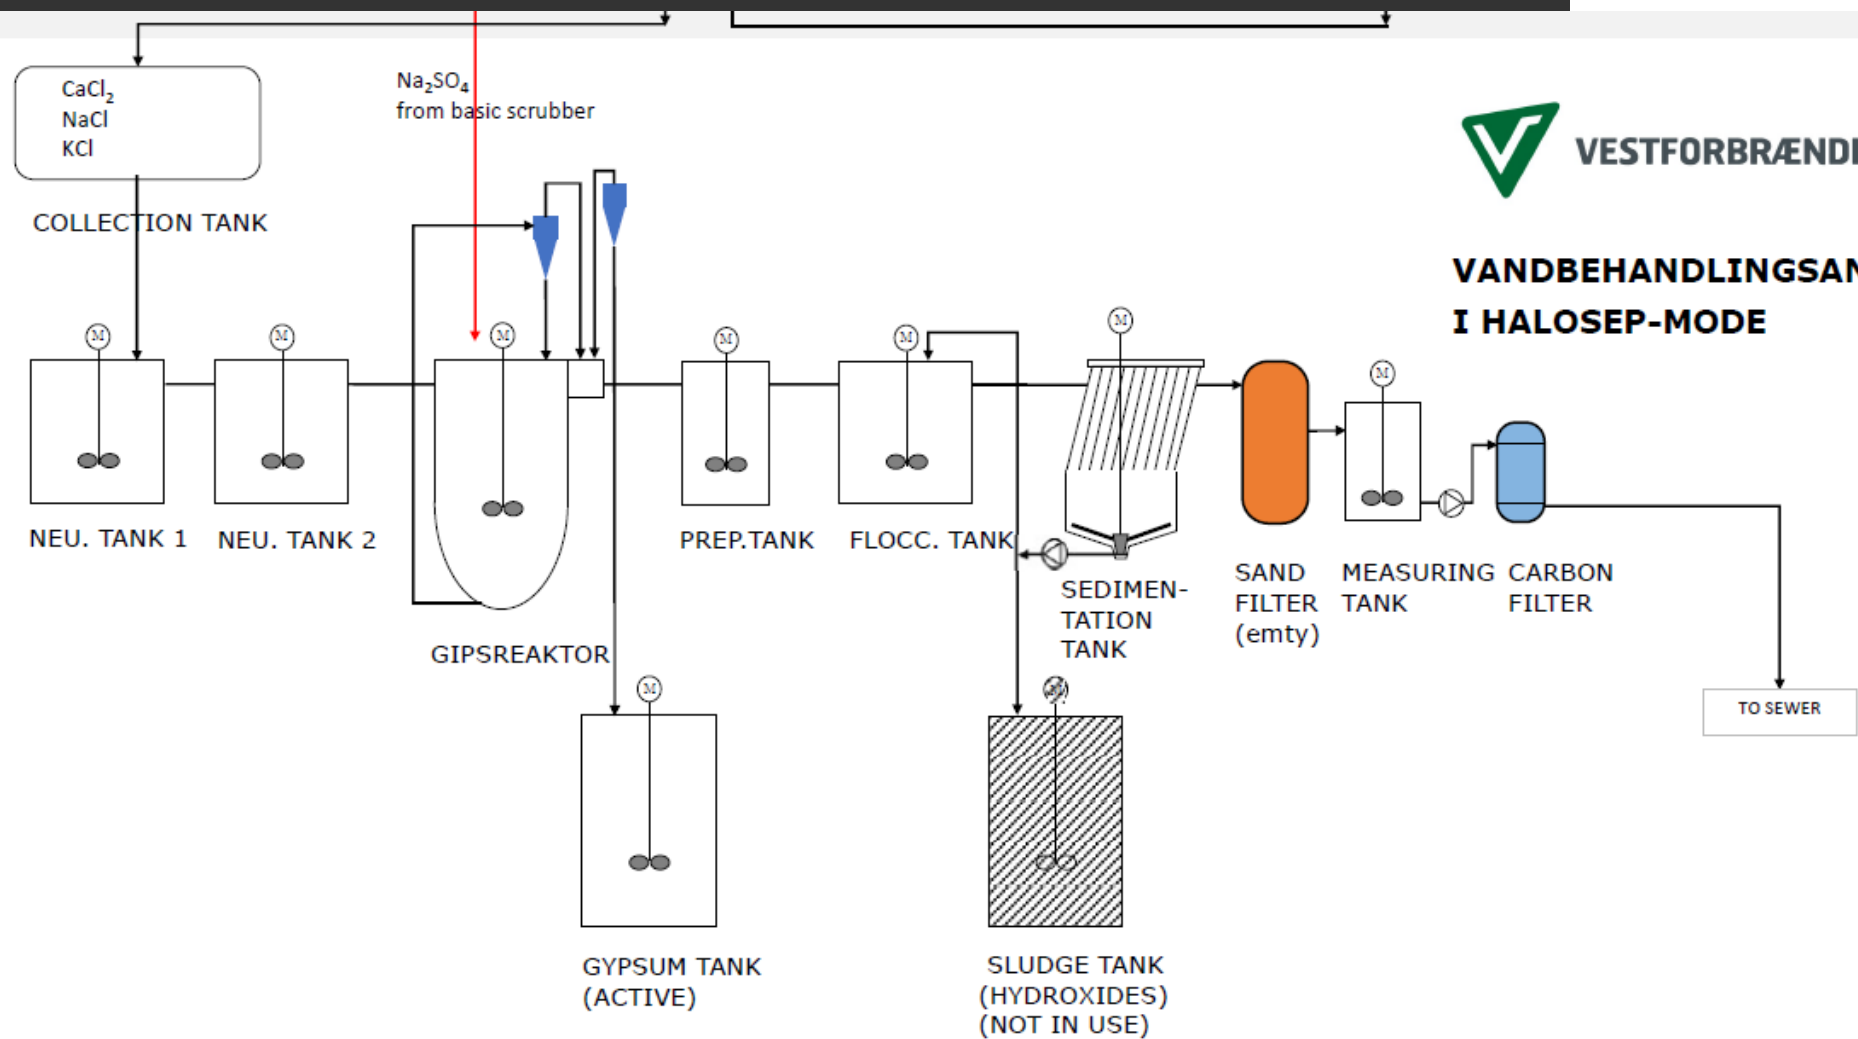 CaCl₂
NaCl
KCl
COLLECTION TANK
Na₂SO₄
from basic scrubber
VESTFORBRÆND
VANDBEHANDLINGSAN
I HALOSEP-MODE
M
M
M
M
M
M
M
NEU. TANK 1
NEU. TANK 2
GIPSREAKTOR
PREP.TANK
FLOCC. TANK
SEDIMEN-
TATION
TANK
SAND
FILTER
(emty)
MEASURING
TANK
CARBON
FILTER
M
M
TO SEWER
GYPSUM TANK
(ACTIVE)
SLUDGE TANK
(HYDROXIDES)
(NOT IN USE)